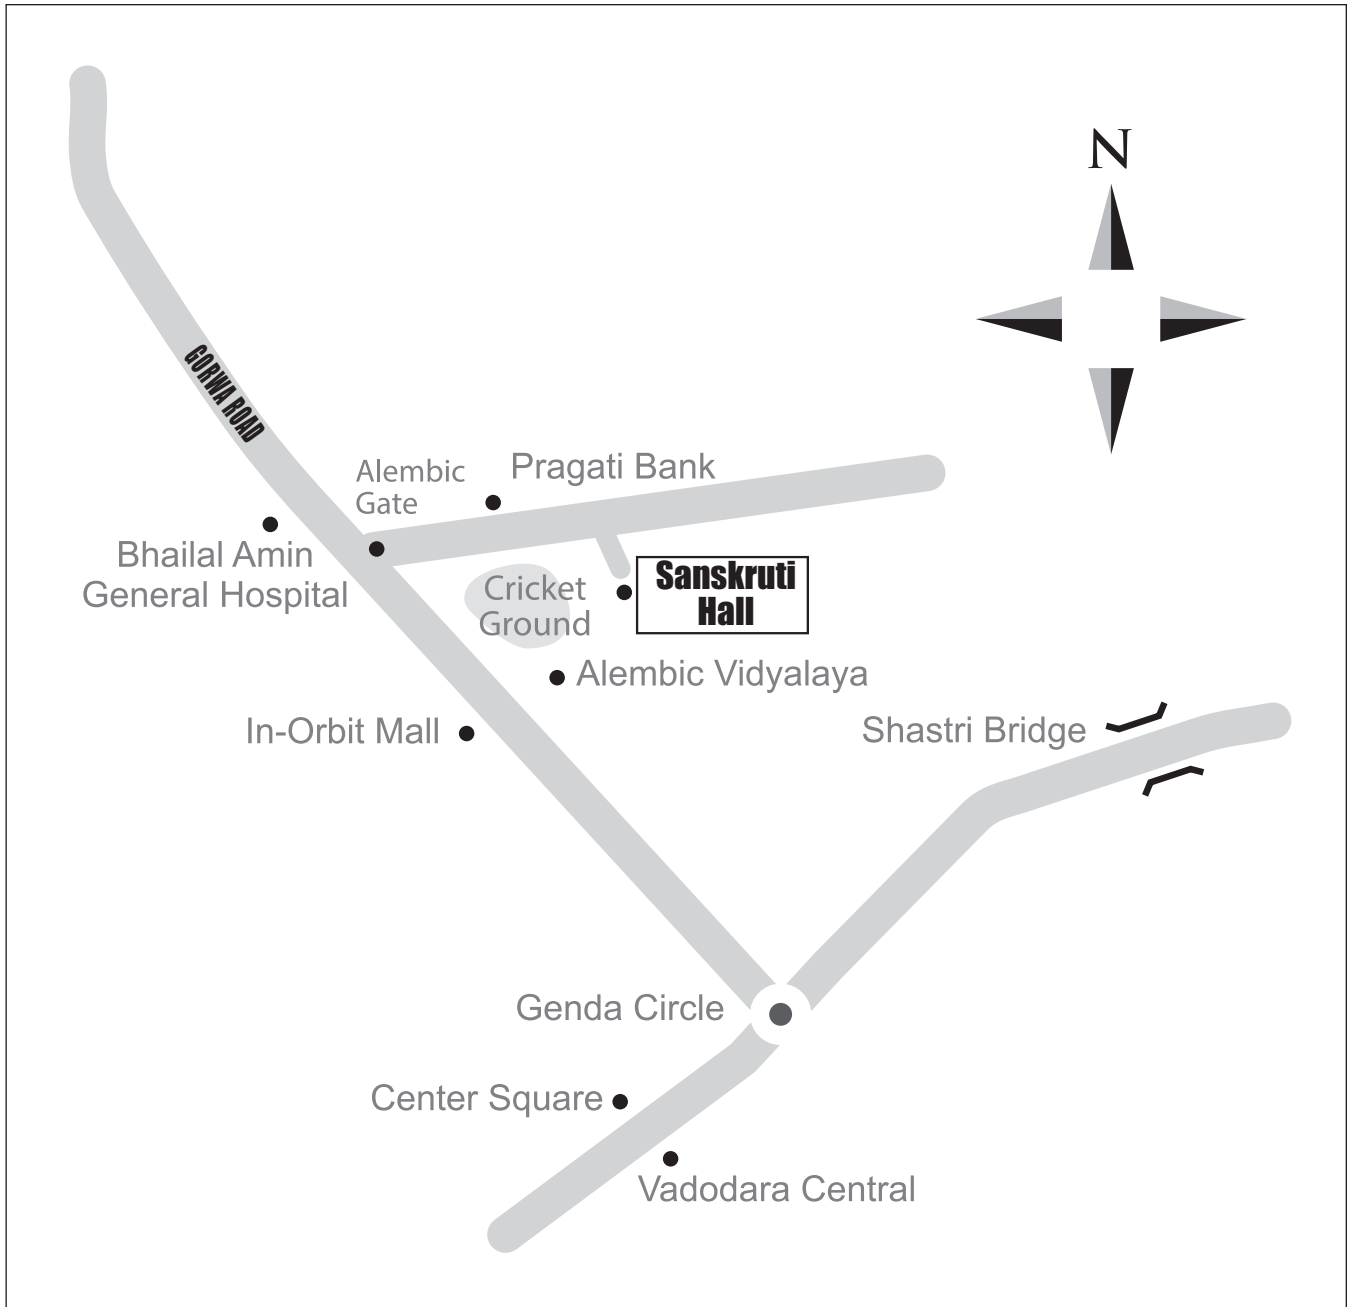 N
GORWA ROAD
Alembic
Gate
Pragati Bank
Bhailal Amin
General Hospital
Cricket
Ground
Sanskruti
Hall
Alembic Vidyalaya
In-Orbit Mall
Shastri Bridge
Genda Circle
Center Square
Vadodara Central